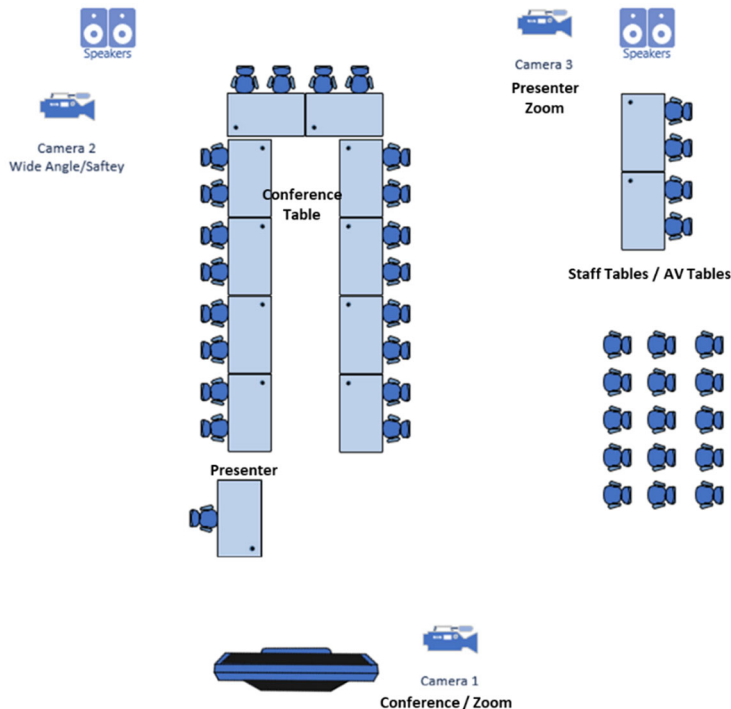 Speakers
Speakers
Camera 3
Presenter
Zoom
Camera 2
Wide Angle/Saftey
Conference
Table
Staff Tables / AV Tables
Presenter
Camera 1
Conference / Zoom